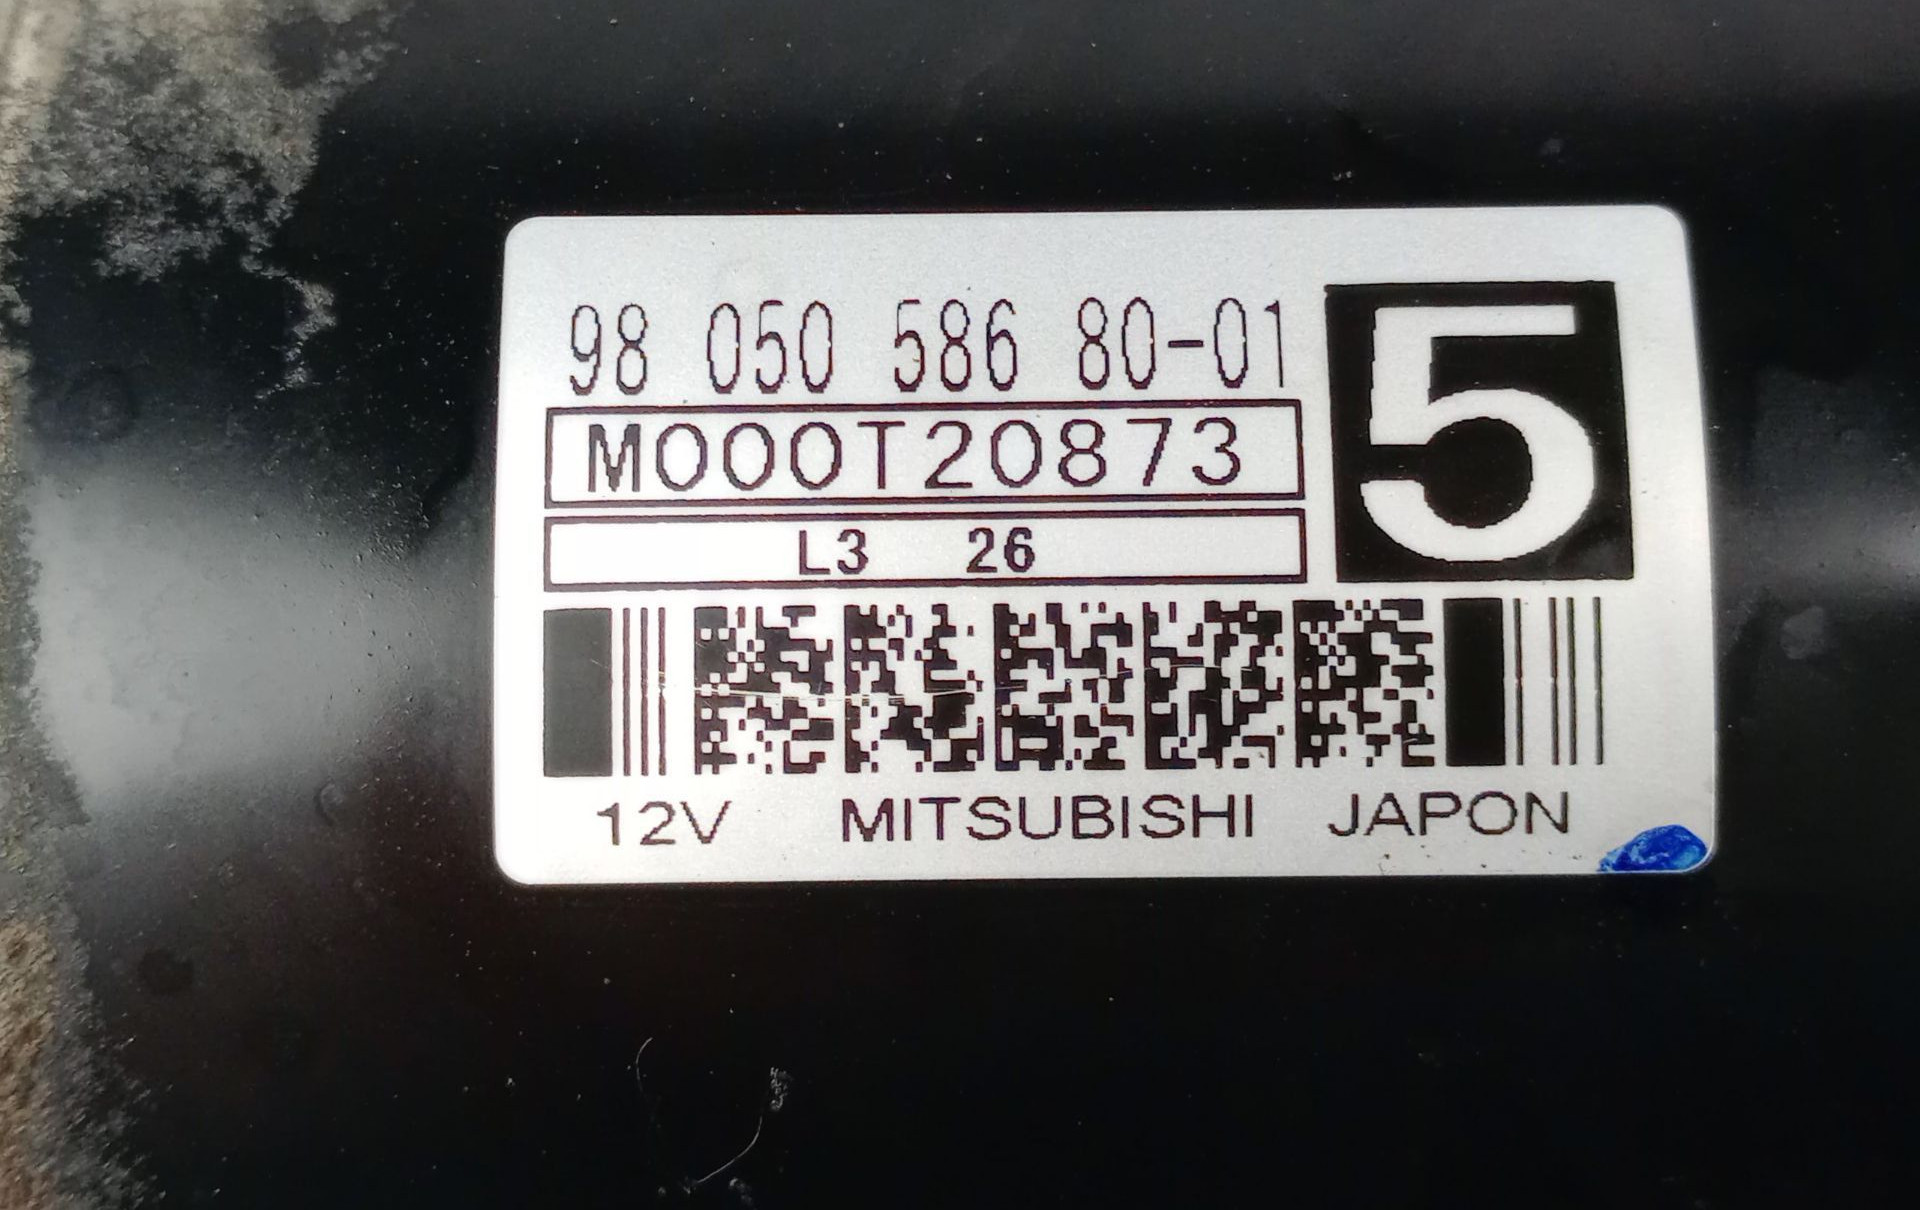 98 050 586 80-01
5
M000T20873
L3 26
12V MITSUBISHI JAPON